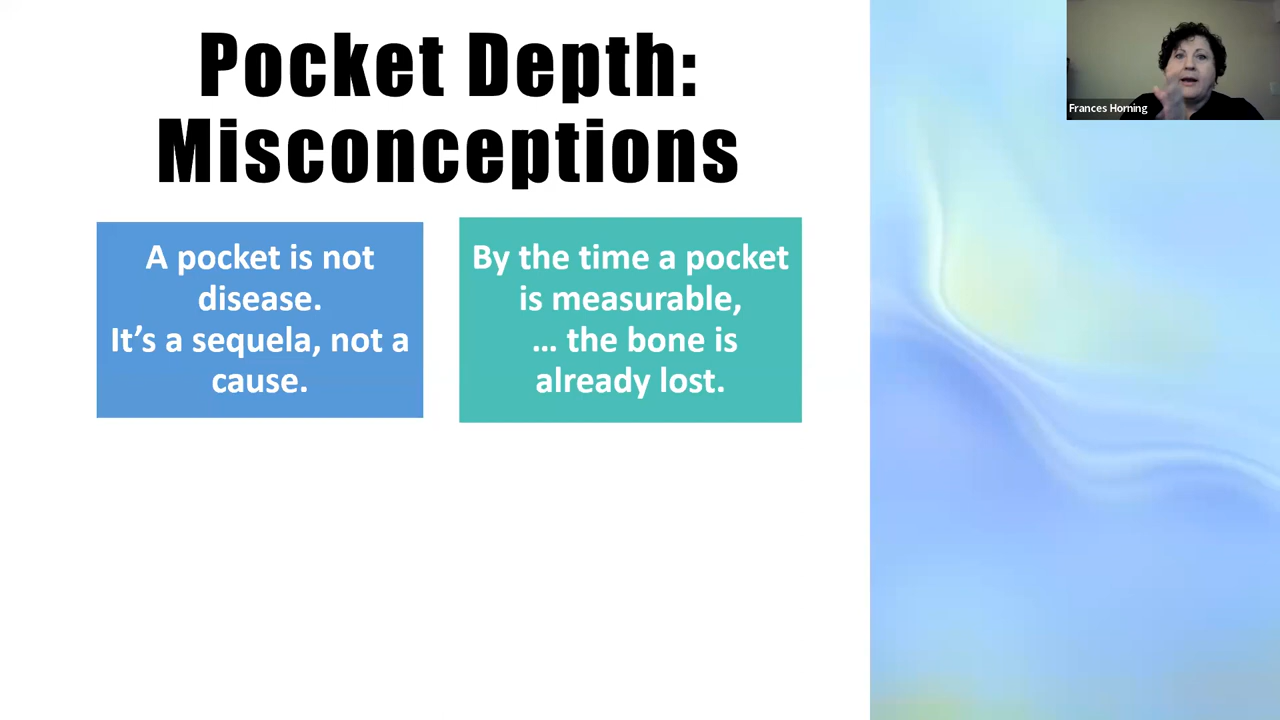 Pocket Depth:
Misconceptions
A pocket is not
disease.
It’s a sequela, not a
cause.
By the time a pocket
is measurable,
... the bone is
already lost.
Frances Horning